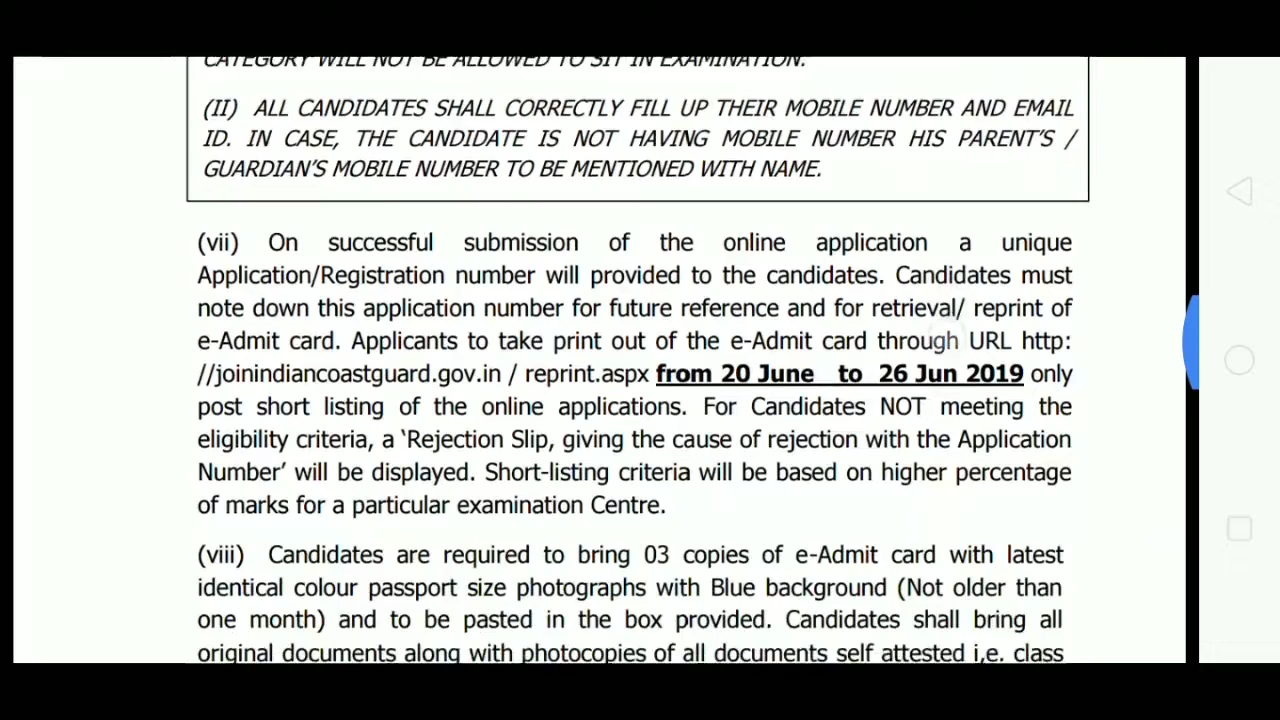 CATEGORY WILL NOT BE ALLOWED TO SIT IN EXAMINATION.
(II) ALL CANDIDATES SHALL CORRECTLY FILL UP THEIR MOBILE NUMBER AND EMAIL
ID. IN CASE, THE CANDIDATE IS NOT HAVING MOBILE NUMBER HIS PARENT'S /
GUARDIAN'S MOBILE NUMBER TO BE MENTIONED WITH NAME.
(vii) On successful submission of the online application a unique
Application/Registration number will provided to the candidates. Candidates must
note down this application number for future reference and for retrieval/ reprint of
e-Admit card. Applicants to take print out of the e-Admit card through URL http:
//joinindiancoastguard.gov.in / reprint.aspx from 20 June to 26 Jun 2019 only
post short listing of the online applications. For Candidates NOT meeting the
eligibility criteria, a ‘Rejection Slip, giving the cause of rejection with the Application
Number’ will be displayed. Short-listing criteria will be based on higher percentage
of marks for a particular examination Centre.
(viii) Candidates are required to bring 03 copies of e-Admit card with latest
identical colour passport size photographs with Blue background (Not older than
one month) and to be pasted in the box provided. Candidates shall bring all
original documents along with photocopies of all documents self attested i,e. class